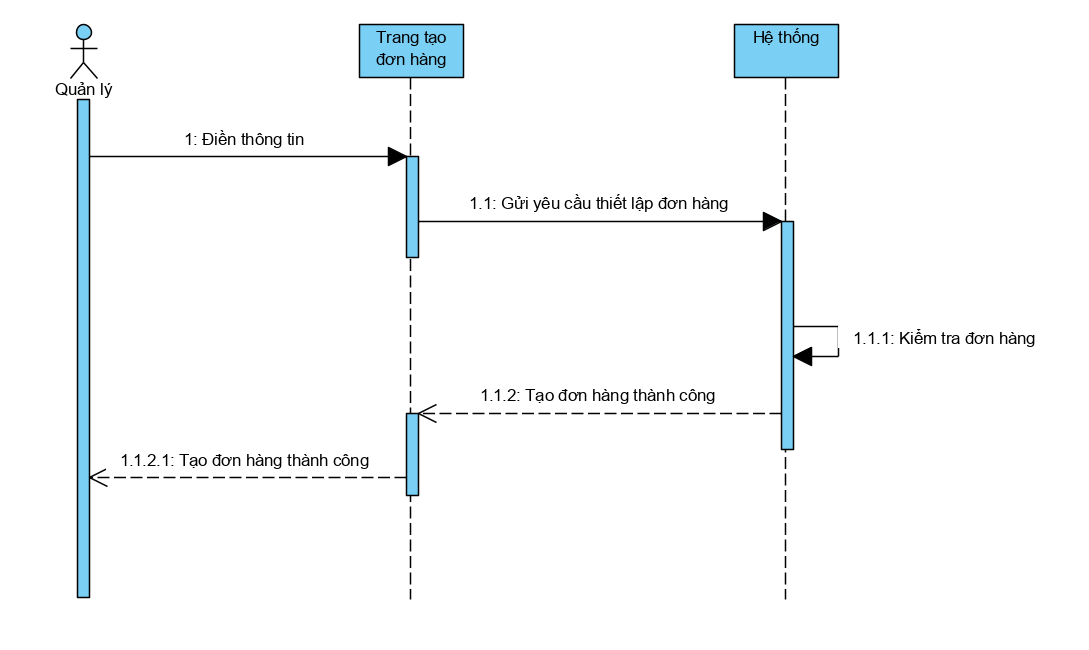 Quản lý
Trang tạo
đơn hàng
Hệ thống
1: Điền thông tin
1.1: Gửi yêu cầu thiết lập đơn hàng
1.1.1: Kiểm tra đơn hàng
1.1.2: Tạo đơn hàng thành công
1.1.2.1: Tạo đơn hàng thành công